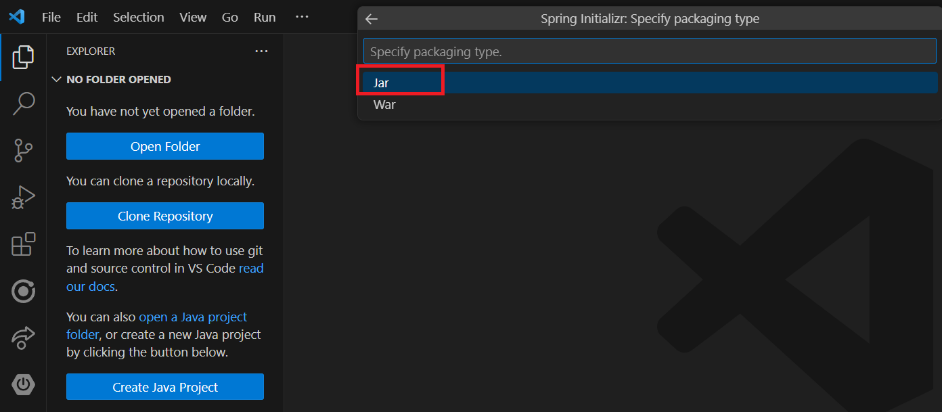 File Edit Selection View Go Run ···
Spring Initializr: Specify packaging type
Specify packaging type.
Jar
War
EXPLORER ···
NO FOLDER OPENED
You have not yet opened a folder.
Open Folder
You can clone a repository locally.
Clone Repository
To learn more about how to use git
and source control in VS Code read
our docs.
You can also open a Java project
folder, or create a new Java project
by clicking the button below.
Create Java Project